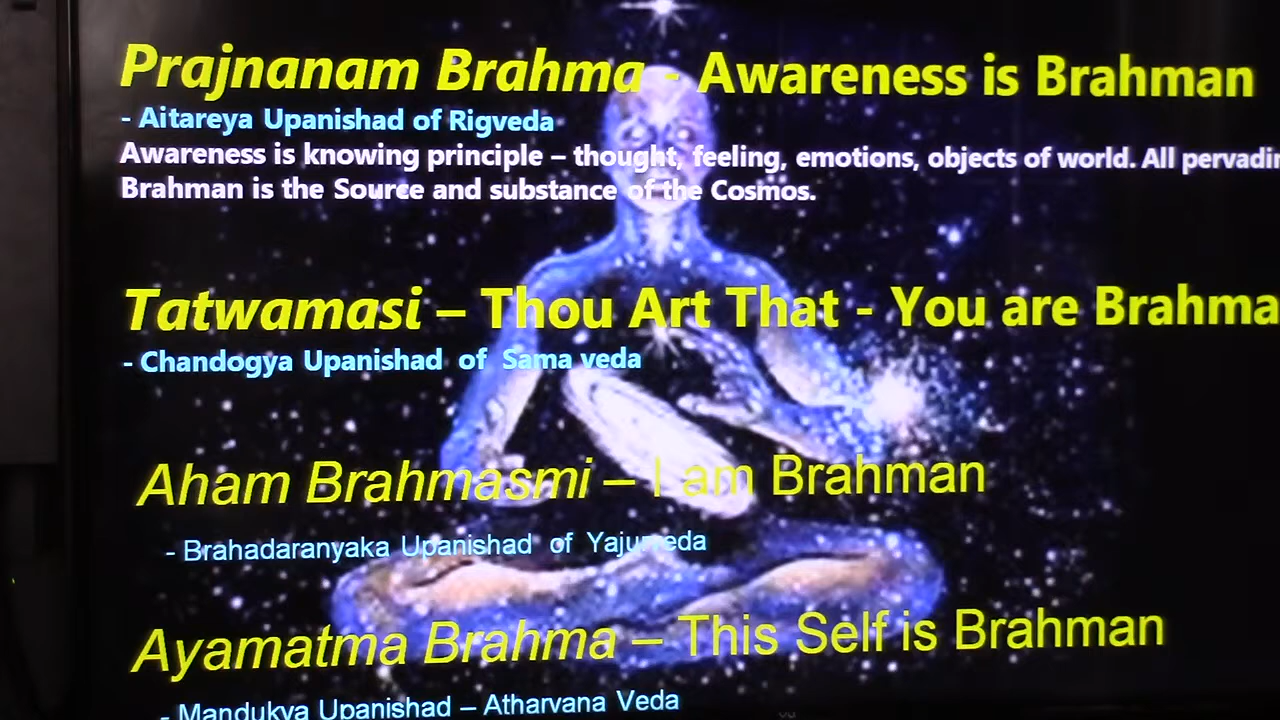 Prajnanam Brahma - Awareness is Brahman
- Aitareya Upanishad of Rigveda
Awareness is knowing principle – thought, feeling, emotions, objects of world. All pervadin
Brahman is the Source and substance of the Cosmos.
Tatwamasi – Thou Art That - You are Brahma
- Chandogya Upanishad of Sama veda
Aham Brahmasmi – I am Brahman
- Brahadaranyaka Upanishad of Yajurveda
Ayamatma Brahma – This Self is Brahman
- Mandukya Upanishad – Atharvana Veda